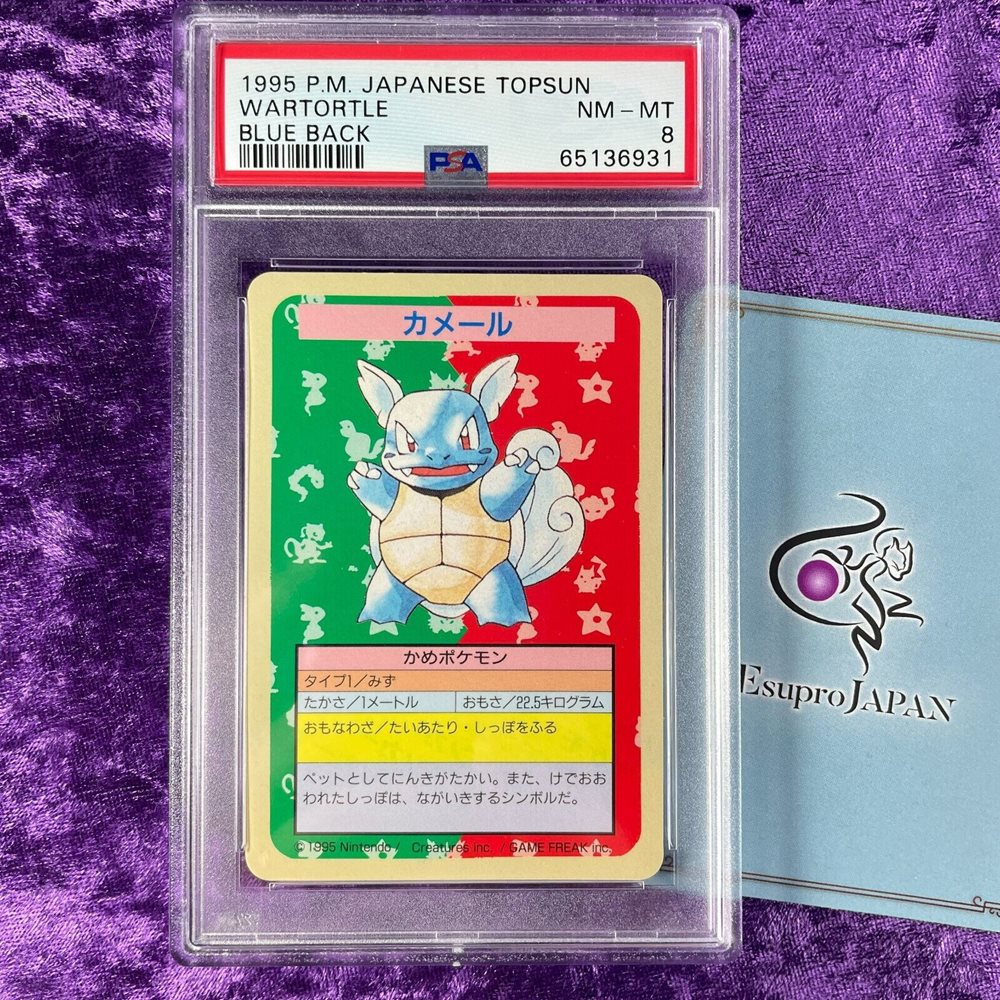 1995 P.M. JAPANESE TOPSUN
WARTORTLE NM - MT
BLUE BACK 8
65136931
PSA
カメール
かめポケモン
タイプ1／みず
たかさ／1メートル おもさ／22.5キログラム
おもなわざ／たいあたり・しっぽをふる
ペットとしてにんきがたかい。また、けでおお
われたしっぽは、ながいきするシンボルだ。
© 1995 Nintendo / Creatures inc. / GAME FREAK inc.
EsuproJAPAN